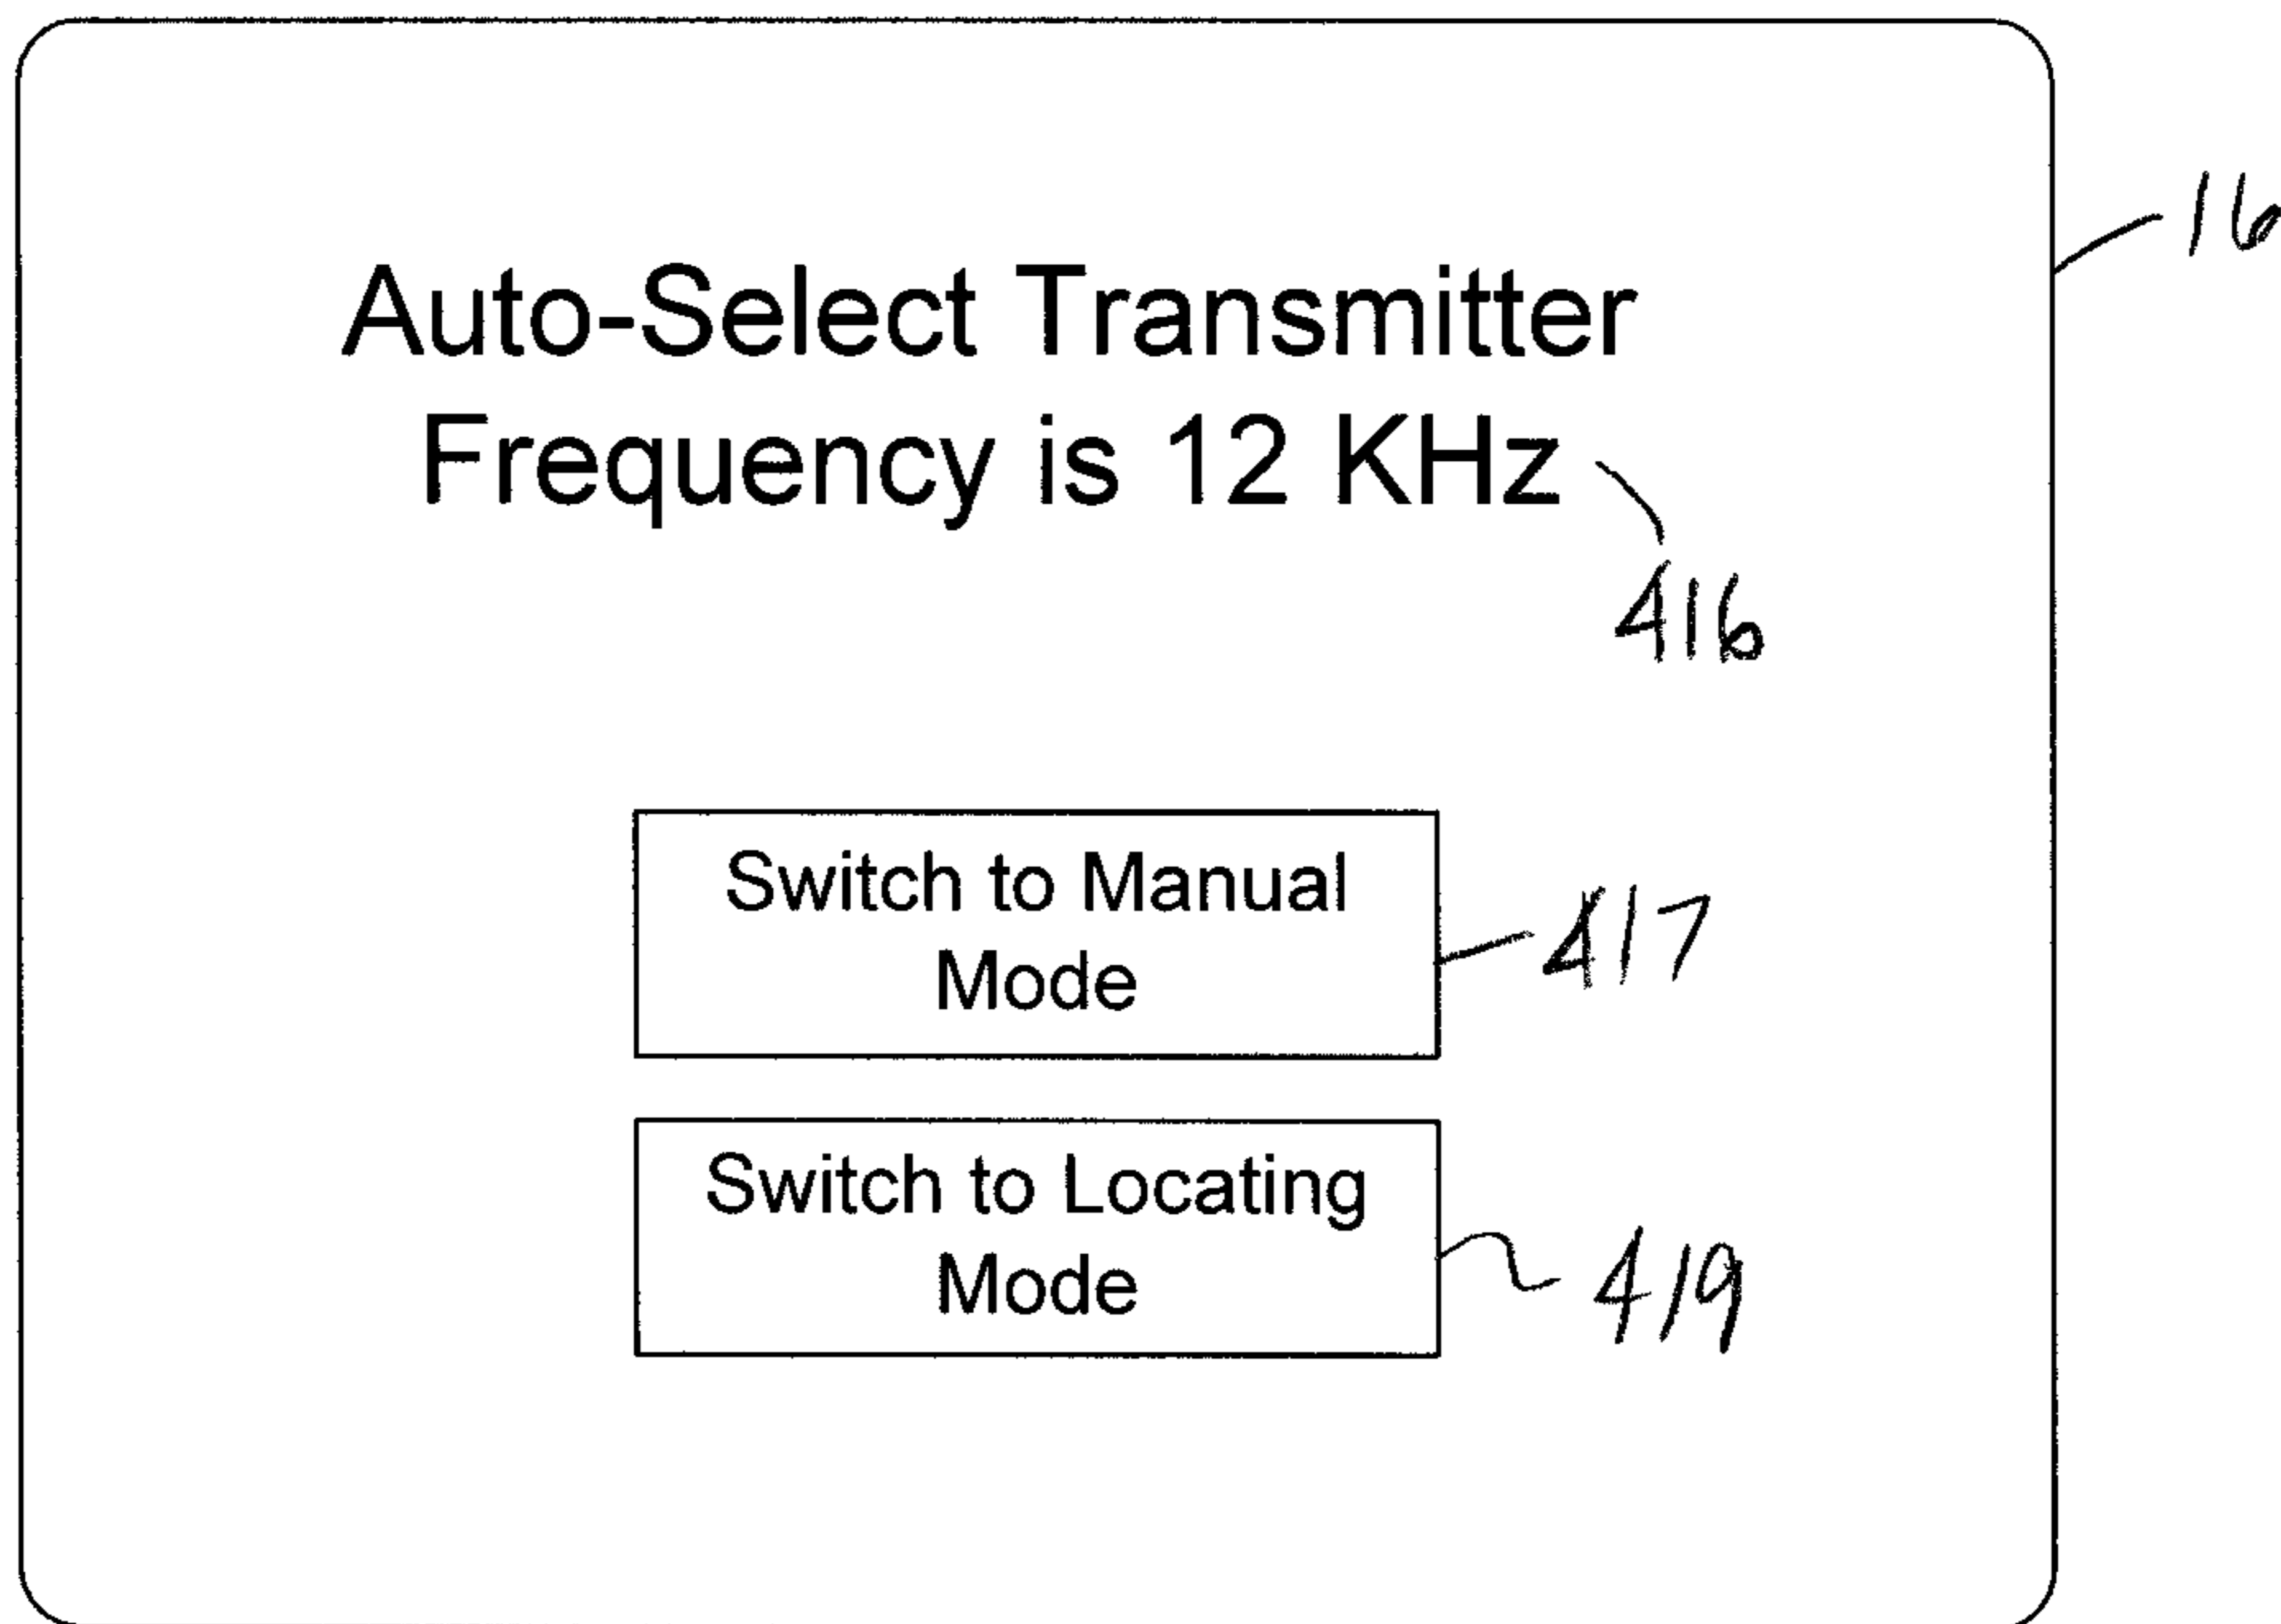 16
Auto-Select Transmitter
Frequency is 12 KHz
416
Switch to Manual
Mode
417
Switch to Locating
Mode
419